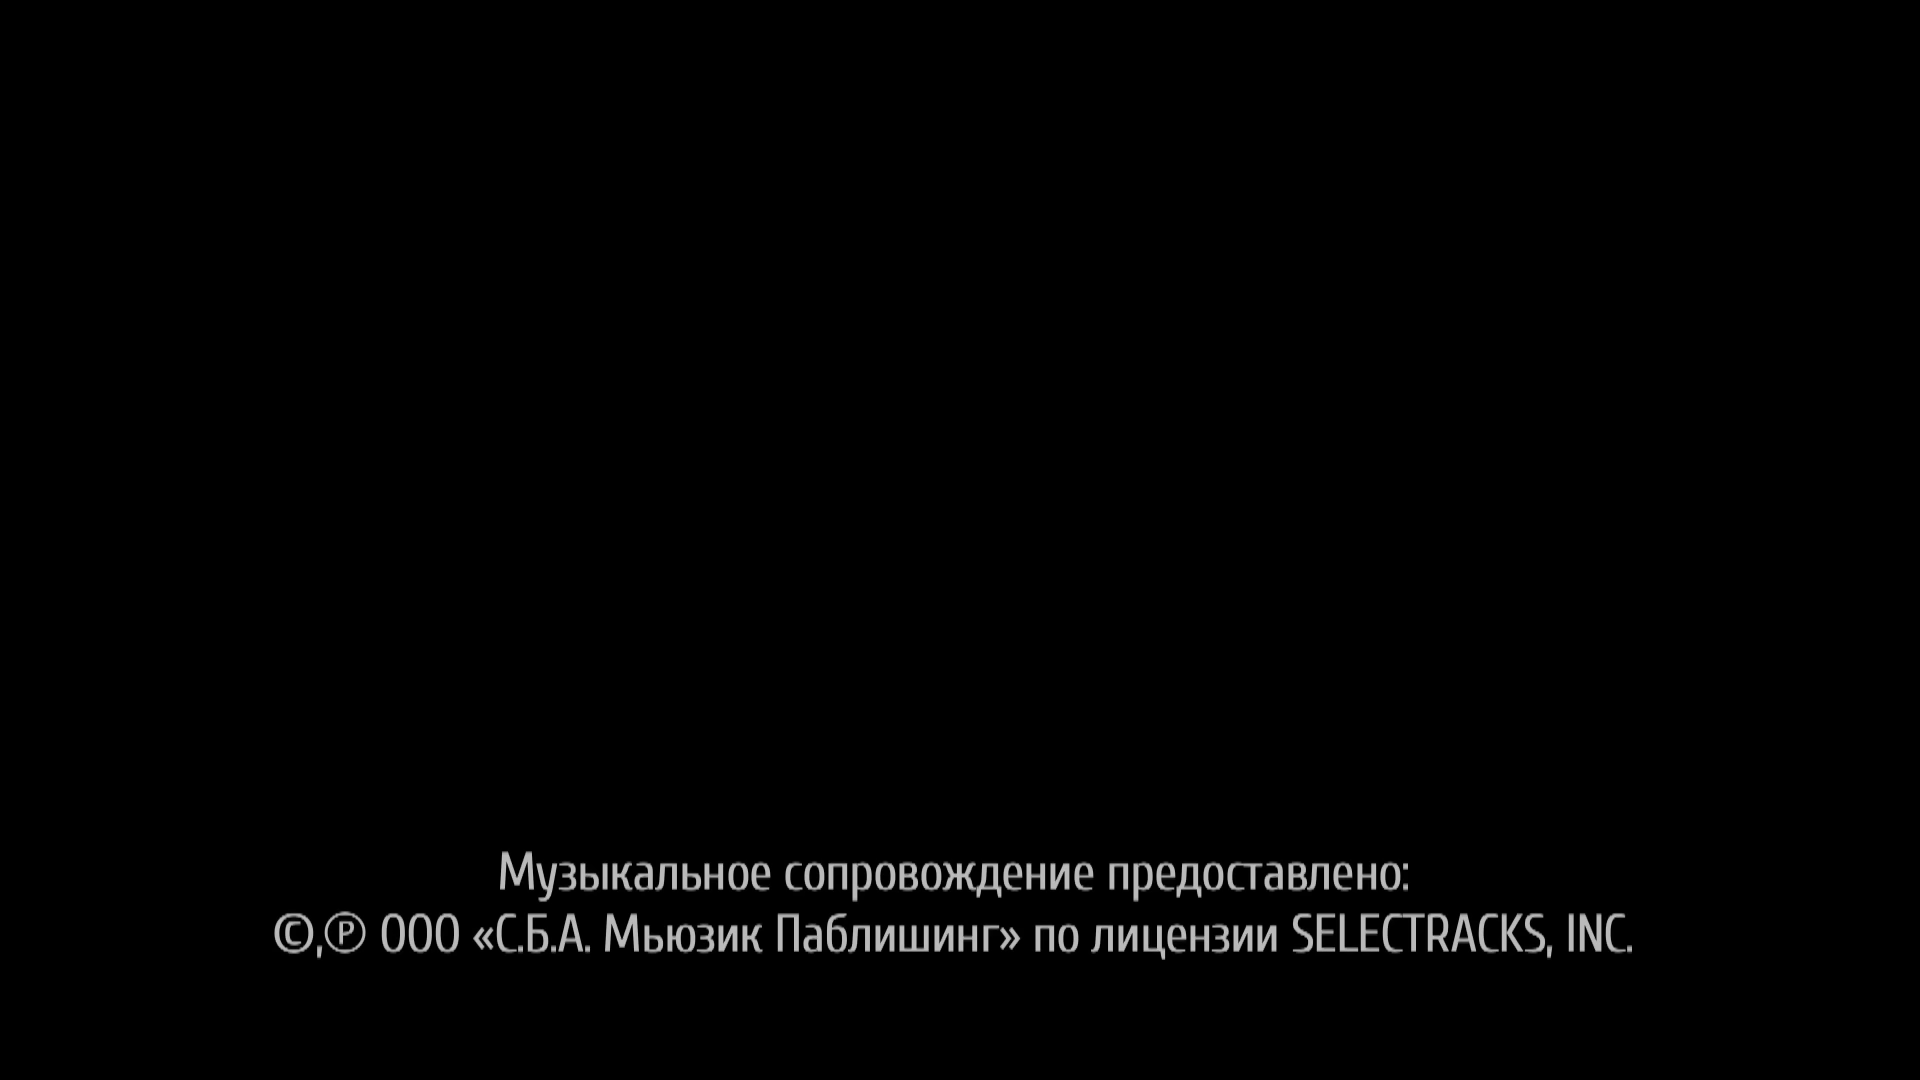 Музыкальное сопровождение предоставлено:
©,℗ ООО «С.Б.А. Мьюзик Паблишинг» по лицензии SELECTRACKS, INC.